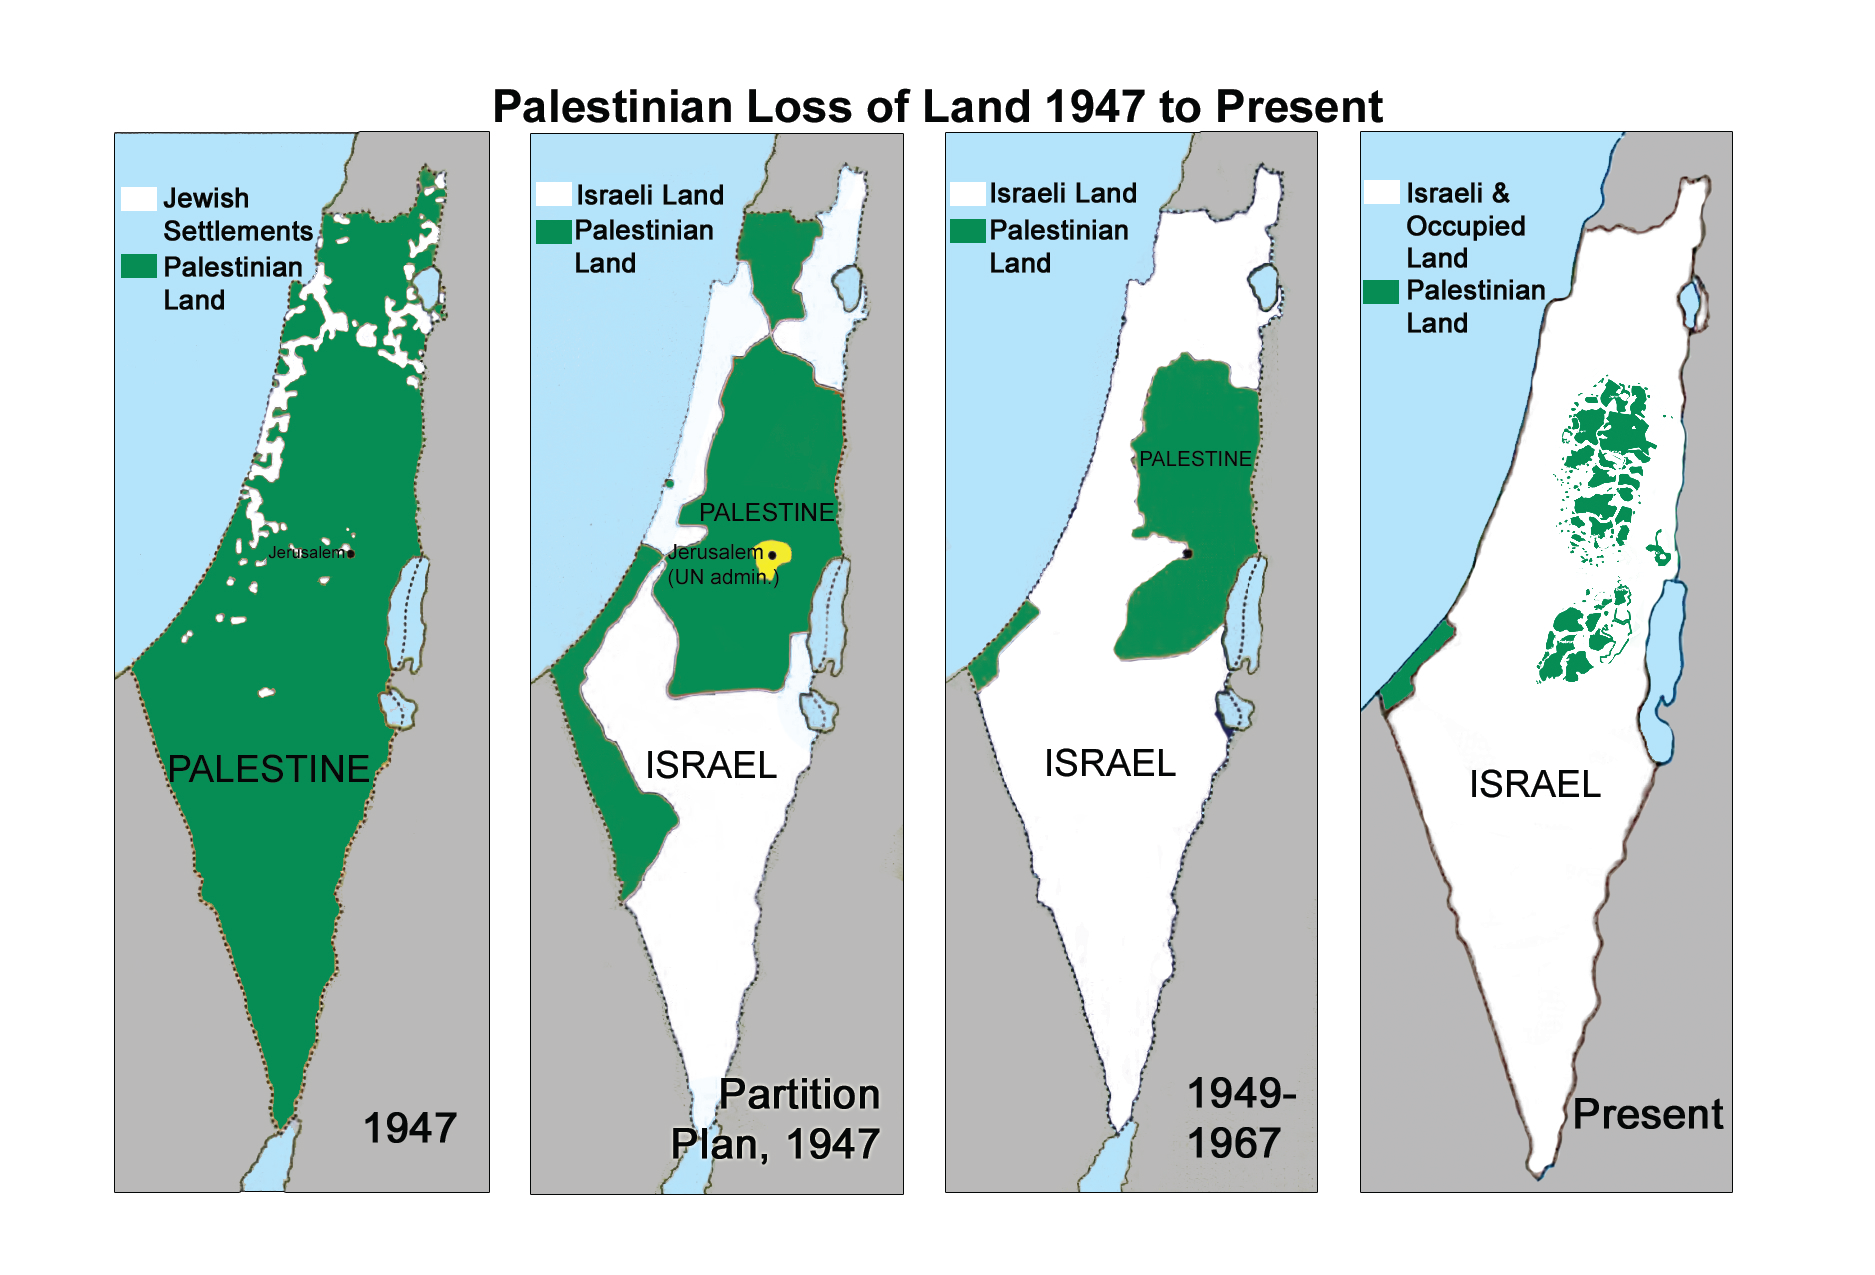 Palestinian Loss of Land 1947 to Present
Jewish
Settlements
Palestinian
Land
Jerusalem
PALESTINE
1947
Israeli Land
Palestinian
Land
PALESTINE
Jerusalem
(UN admin.)
ISRAEL
Partition
Plan, 1947
Israeli Land
Palestinian
Land
PALESTINE
ISRAEL
1949-
1967
Israeli &
Occupied
Land
Palestinian
Land
ISRAEL
Present